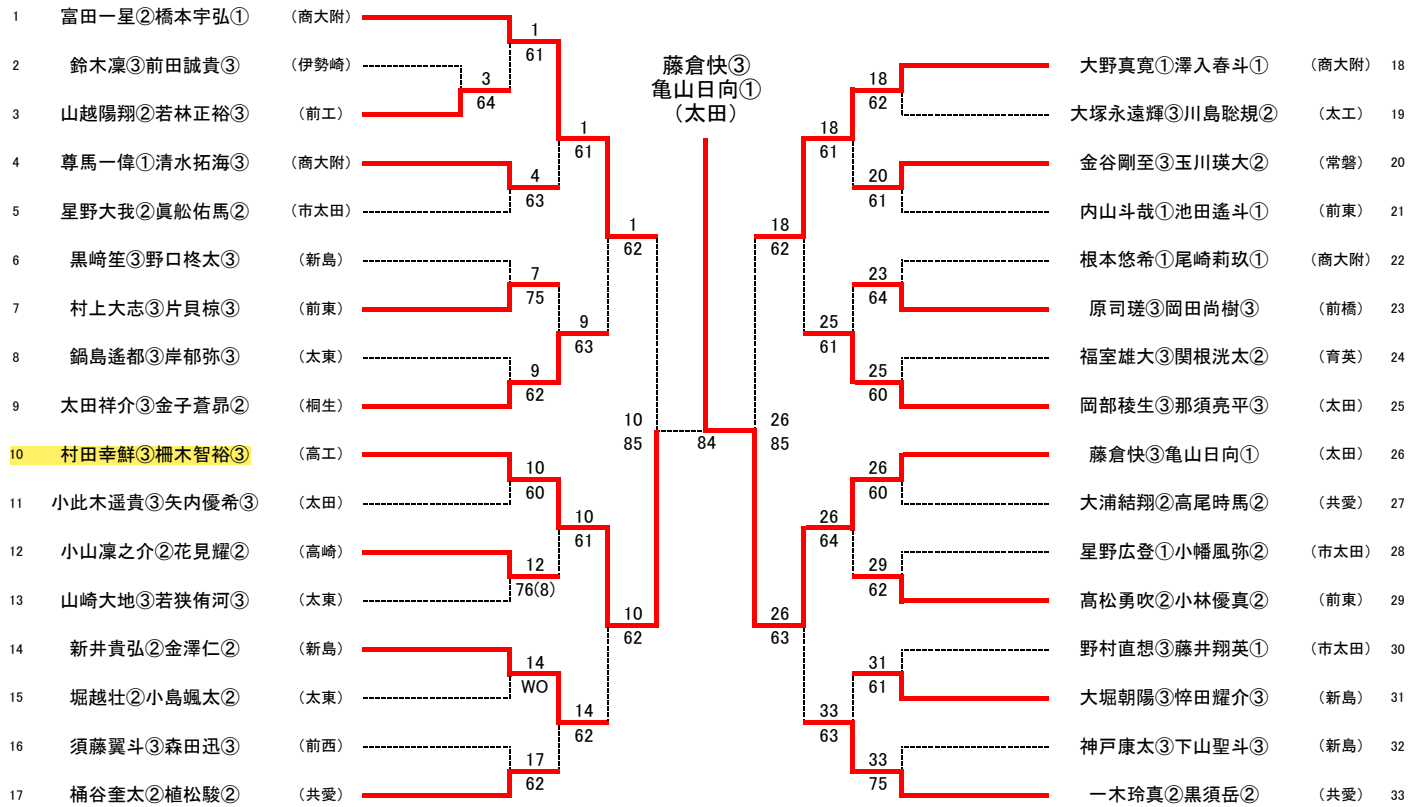 1 富田一星②橋本宇弘① (商大附)
2 鈴木凜③前田誠貴③ (伊勢崎)
3 山越陽翔②若林正裕③ (前工)
4 尊馬一偉①清水拓海③ (商大附)
5 星野大我②眞舩佑馬② (市太田)
6 黒﨑笙③野口柊太③ (新島)
7 村上大志③片貝椋③ (前東)
8 鍋島遙都③岸郁弥③ (太東)
9 太田祥介③金子蒼昴② (桐生)
10 村田幸鮮③柵木智裕③ (高工)
11 小此木遥貴③矢内優希③ (太田)
12 小山凜之介②花見耀② (高崎)
13 山崎大地③若狭侑河③ (太東)
14 新井貴弘②金澤仁② (新島)
15 堀越壮②小島颯太② (太東)
16 須藤翼斗③森田迅③ (前西)
17 桶谷奎太②植松駿② (共愛)
1
61
3
64
4
63
7
75
9
62
10
60
12
76(8)
14
WO
17
62
1
61
9
63
10
61
14
62
1
62
10
62
10
85
藤倉快③
亀山日向①
(太田)
84
26
85
18
62
26
63
18
61
25
61
26
64
33
63
18
62
20
61
23
64
25
60
26
60
29
62
31
61
33
75
大野真寛①澤入春斗① (商大附) 18
大塚永遠輝③川島聡規② (太工) 19
金谷剛至③玉川瑛大② (常磐) 20
内山斗哉①池田遙斗① (前東) 21
根本悠希①尾崎莉玖① (商大附) 22
原司瑳③岡田尚樹③ (前橋) 23
福室雄大③関根洸太② (育英) 24
岡部稜生③那須亮平③ (太田) 25
藤倉快③亀山日向① (太田) 26
大浦結翔②高尾時馬② (共愛) 27
星野広登①小幡風弥② (市太田) 28
髙松勇吹②小林優真② (前東) 29
野村直想③藤井翔英① (市太田) 30
大堀朝陽③悴田耀介③ (新島) 31
神戸康太③下山聖斗③ (新島) 32
一木玲真②黒須岳② (共愛) 33